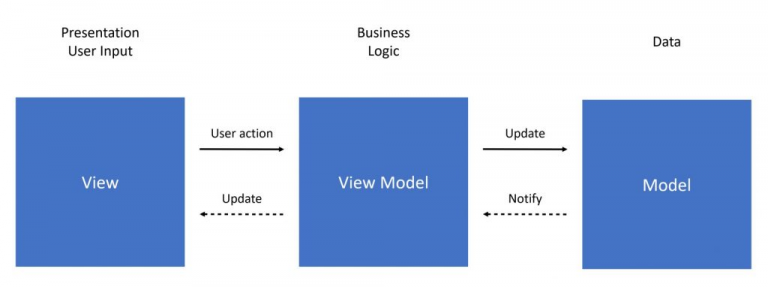 Presentation
User Input
Business
Logic
Data
View
User action
Update
View Model
Update
Notify
Model